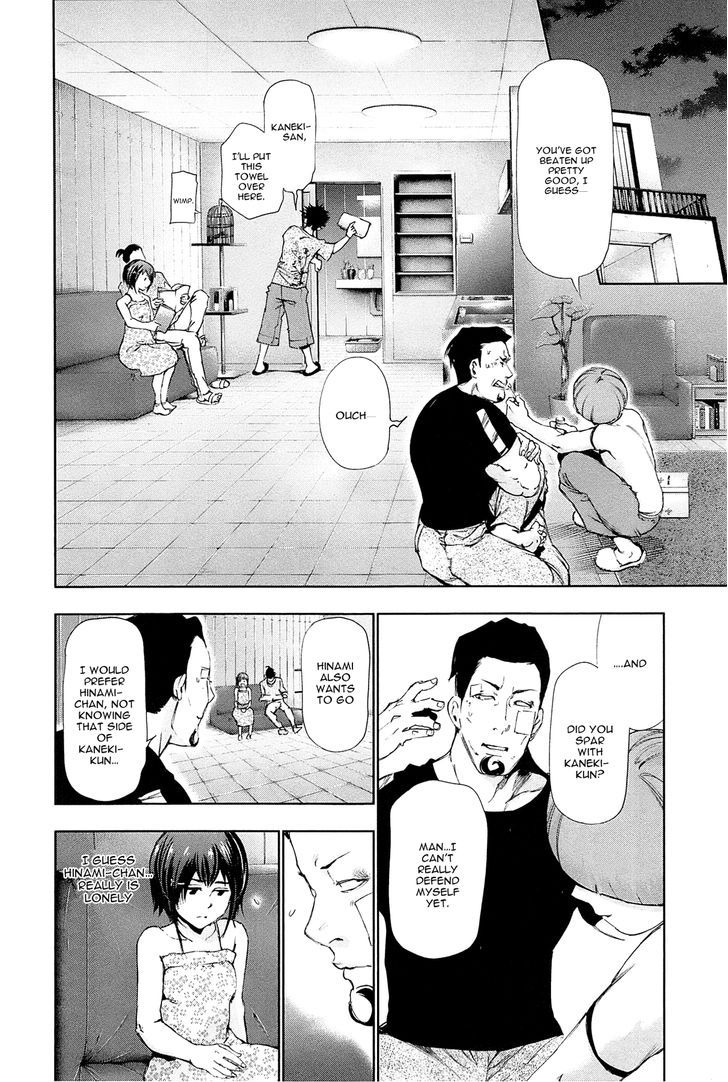 YOU'VE GOT
BEATEN UP
PRETTY
GOOD, I
GUESS—
KANEKI-
SAN,
I'LL PUT
THIS
TOWEL
OVER
HERE.
WIMP.
OUCH—
....AND
DID YOU
SPAR
WITH
KANEKI-
KUN?
MAN...I
CAN'T
REALLY
DEFEND
MYSELF
YET.
HINAMI
ALSO
WANTS
TO GO
I WOULD
PREFER
HINAMI-
CHAN, NOT
KNOWING
THAT SIDE
OF
KANEKI-
KUN...
I GUESS
HINAMI-CHAN...
REALLY IS
LONELY